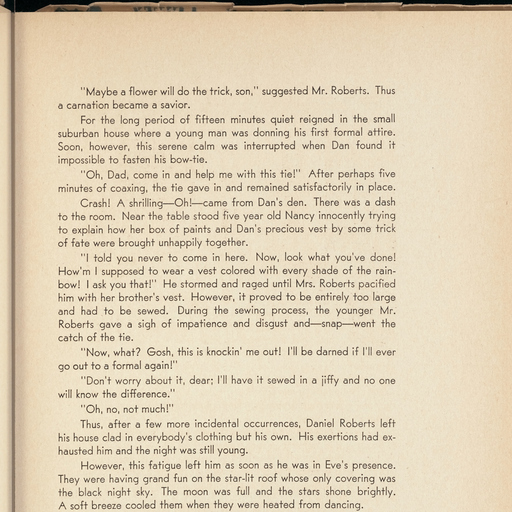 "Maybe a flower will do the trick, son," suggested Mr. Roberts. Thus
a carnation became a savior.
For the long period of fifteen minutes quiet reigned in the small
suburban house where a young man was donning his first formal attire.
Soon, however, this serene calm was interrupted when Dan found it
impossible to fasten his bow-tie.
"Oh, Dad, come in and help me with this tie!" After perhaps five
minutes of coaxing, the tie gave in and remained satisfactorily in place.
Crash! A shrilling—Oh!—came from Dan's den. There was a dash
to the room. Near the table stood five year old Nancy innocently trying
to explain how her box of paints and Dan's precious vest by some trick
of fate were brought unhappily together.
"I told you never to come in here. Now, look what you've done!
How'm I supposed to wear a vest colored with every shade of the rain-
bow! I ask you that!" He stormed and raged until Mrs. Roberts pacified
him with her brother's vest. However, it proved to be entirely too large
and had to be sewed. During the sewing process, the younger Mr.
Roberts gave a sigh of impatience and disgust and—snap—went the
catch of the tie.
"Now, what? Gosh, this is knockin' me out! I'll be darned if I'll ever
go out to a formal again!"
"Don't worry about it, dear; I'll have it sewed in a jiffy and no one
will know the difference."
"Oh, no, not much!"
Thus, after a few more incidental occurrences, Daniel Roberts left
his house clad in everybody's clothing but his own. His exertions had ex-
hausted him and the night was still young.
However, this fatigue left him as soon as he was in Eve's presence.
They were having grand fun on the star-lit roof whose only covering was
the black night sky. The moon was full and the stars shone brightly.
A soft breeze cooled them when they were heated from dancing.